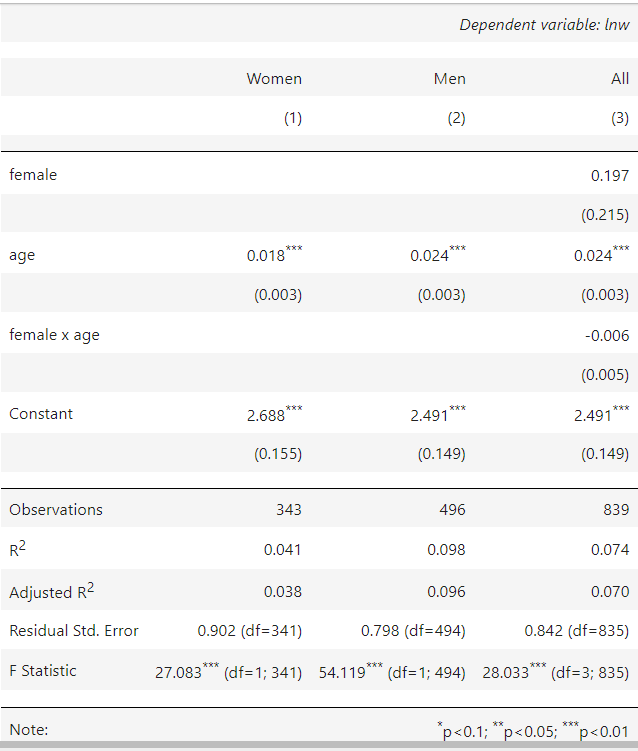 Dependent variable: lnw
Women Men All
(1) (2) (3)
female 0.197
(0.215)
age 0.018*** 0.024*** 0.024***
(0.003) (0.003) (0.003)
female x age -0.006
(0.005)
Constant 2.688*** 2.491*** 2.491***
(0.155) (0.149) (0.149)
Observations 343 496 839
R2 0.041 0.098 0.074
Adjusted R2 0.038 0.096 0.070
Residual Std. Error 0.902 (df=341) 0.798 (df=494) 0.842 (df=835)
F Statistic 27.083*** (df=1; 341) 54.119*** (df=1; 494) 28.033*** (df=3; 835)
Note: *p<0.1; **p<0.05; ***p<0.01